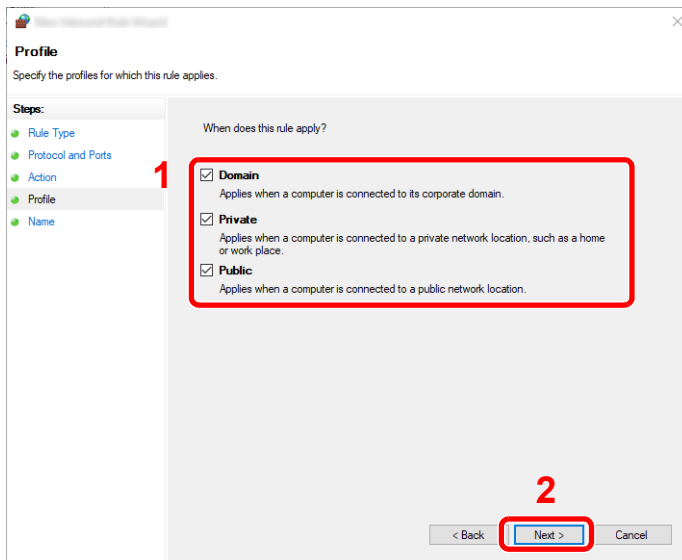 Profile
Specify the profiles for which this rule applies.
Steps:
Rule Type
Protocol and Ports
Action
Profile
Name
When does this rule apply?
1
Domain
Applies when a computer is connected to its corporate domain.
Private
Applies when a computer is connected to a private network location, such as a home
or work place.
Public
Applies when a computer is connected to a public network location.
2
< Back
Next >
Cancel